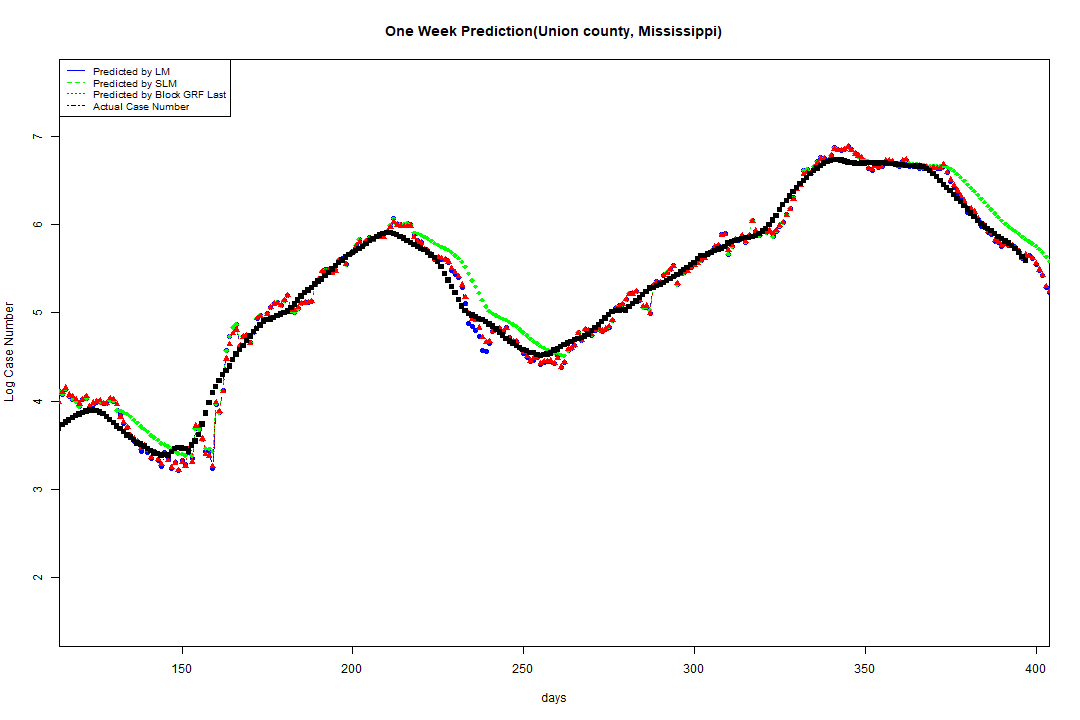 One Week Prediction(Union county, Mississippi)
Predicted by LM
Predicted by SLM
Predicted by Block GRF Last
Actual Case Number
7
6
5
4
3
2
Log Case Number
150 200 250 300 350 400
days